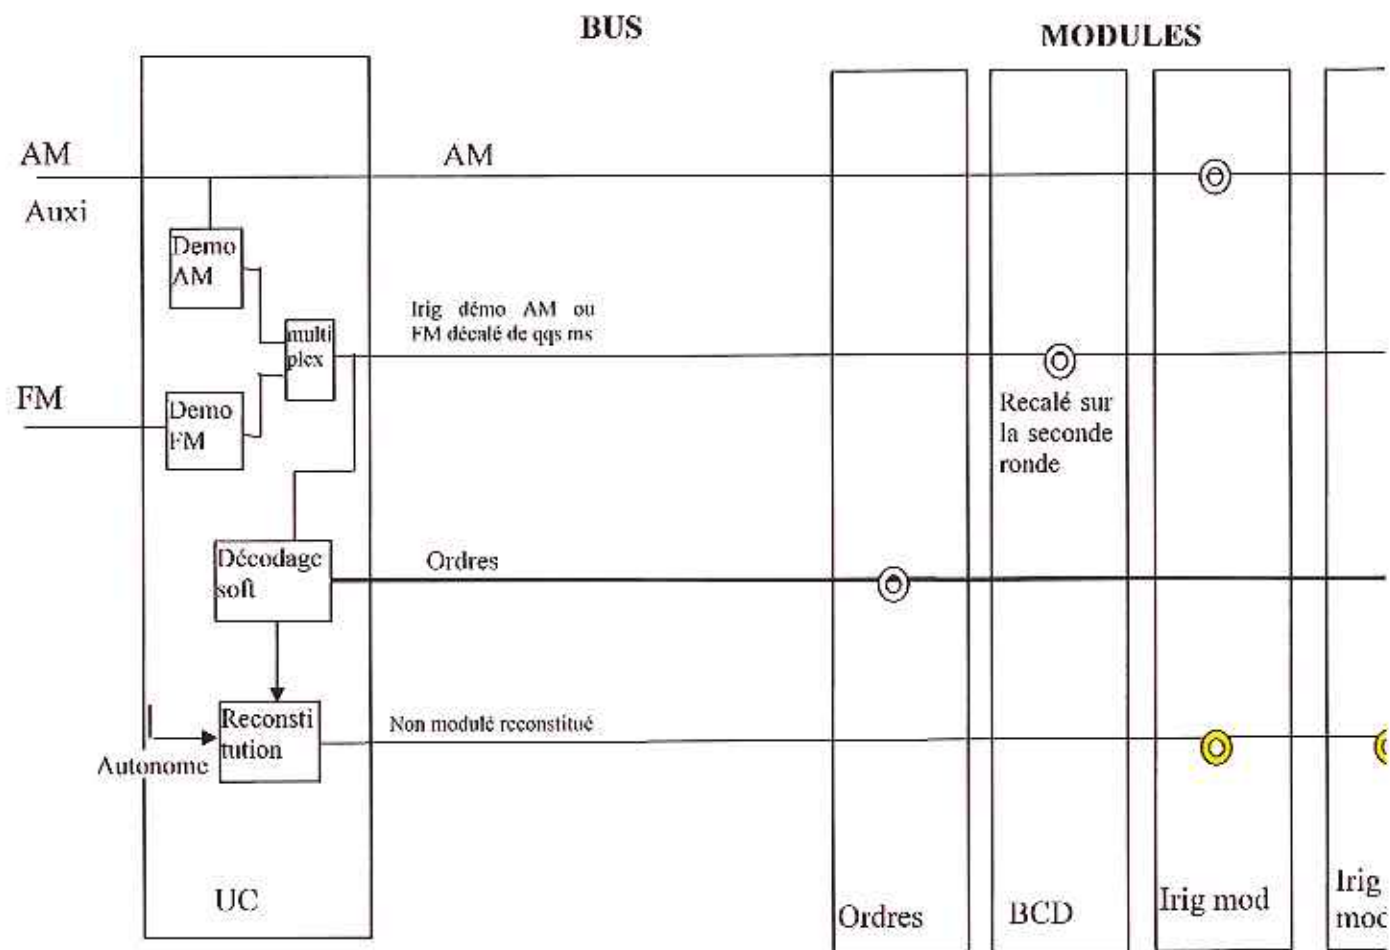 BUS
MODULES
AM
AM
Auxi
Demo
AM
Irig démo AM ou
FM décalé de qqs ms
multi
plex
FM
Demo
FM
Recalé sur
la seconde
ronde
Décodage
soft
Ordres
Reconsti
tution
Non modulé reconstitué
Autonome
UC
Ordres
BCD
Irig mod
Irig
mod